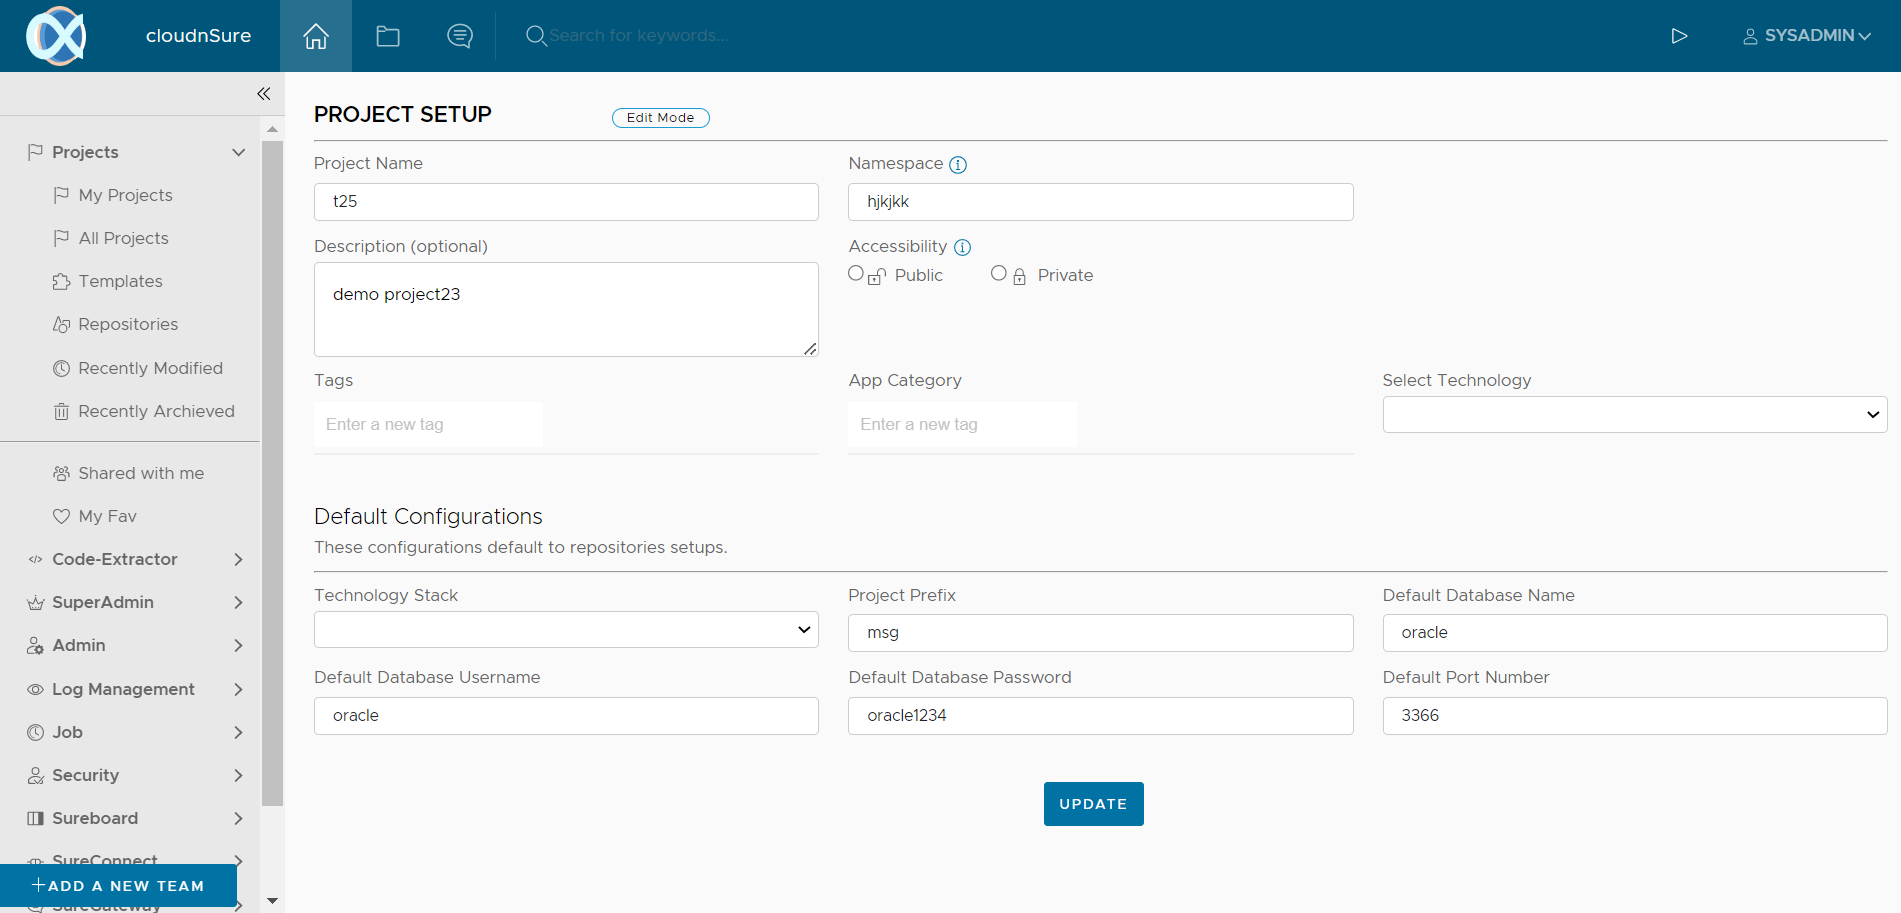 cloudnSure
Search for keywords...
SYSADMIN
Projects
My Projects
All Projects
Templates
Repositories
Recently Modified
Recently Archieved
Shared with me
My Fav
Code-Extractor
SuperAdmin
Admin
Log Management
Job
Security
Sureboard
SureConnect
ADD A NEW TEAM
SureGateway
PROJECT SETUP
Edit Mode
Project Name
Namespace
t25
hjkjkk
Description (optional)
Accessibility
demo project23
Public
Private
Tags
App Category
Select Technology
Enter a new tag
Enter a new tag
Default Configurations
These configurations default to repositories setups.
Technology Stack
Project Prefix
Default Database Name
msg
oracle
Default Database Username
Default Database Password
Default Port Number
oracle
oracle1234
3366
UPDATE